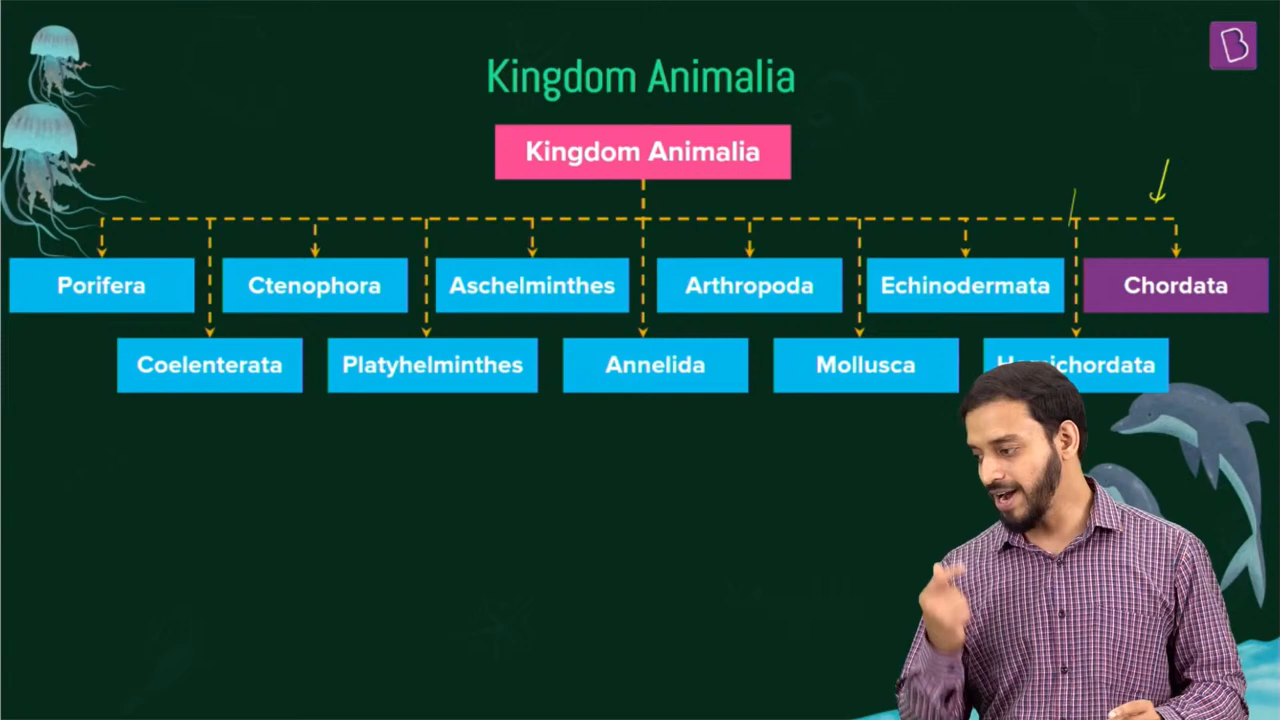 Kingdom Animalia
Kingdom Animalia
Porifera
Ctenophora
Aschelminthes
Arthropoda
Echinodermata
Chordata
Coelenterata
Platyhelminthes
Annelida
Mollusca